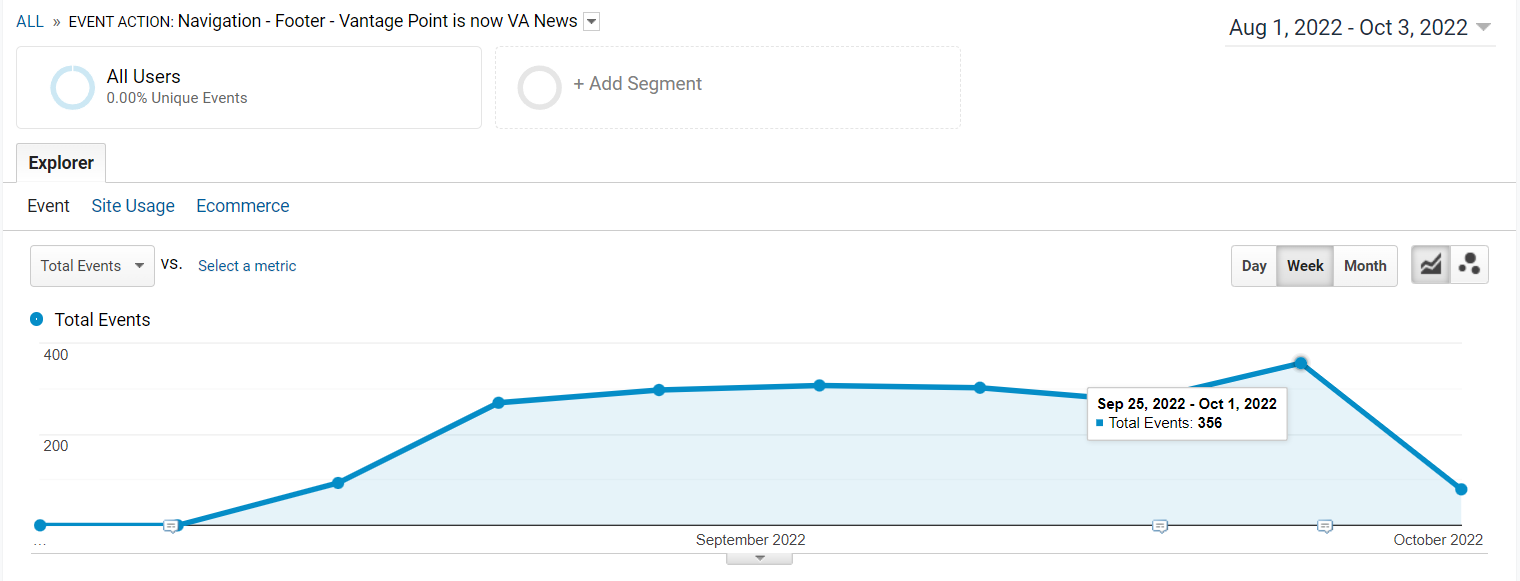 ALL » EVENT ACTION: Navigation - Footer - Vantage Point is now VA News
Aug 1, 2022 - Oct 3, 2022
All Users
0.00% Unique Events
+ Add Segment
Explorer
Event Site Usage Ecommerce
Total Events VS. Select a metric
Day Week Month
Total Events
400
200
Sep 25, 2022 - Oct 1, 2022
Total Events: 356
...
September 2022
October 2022